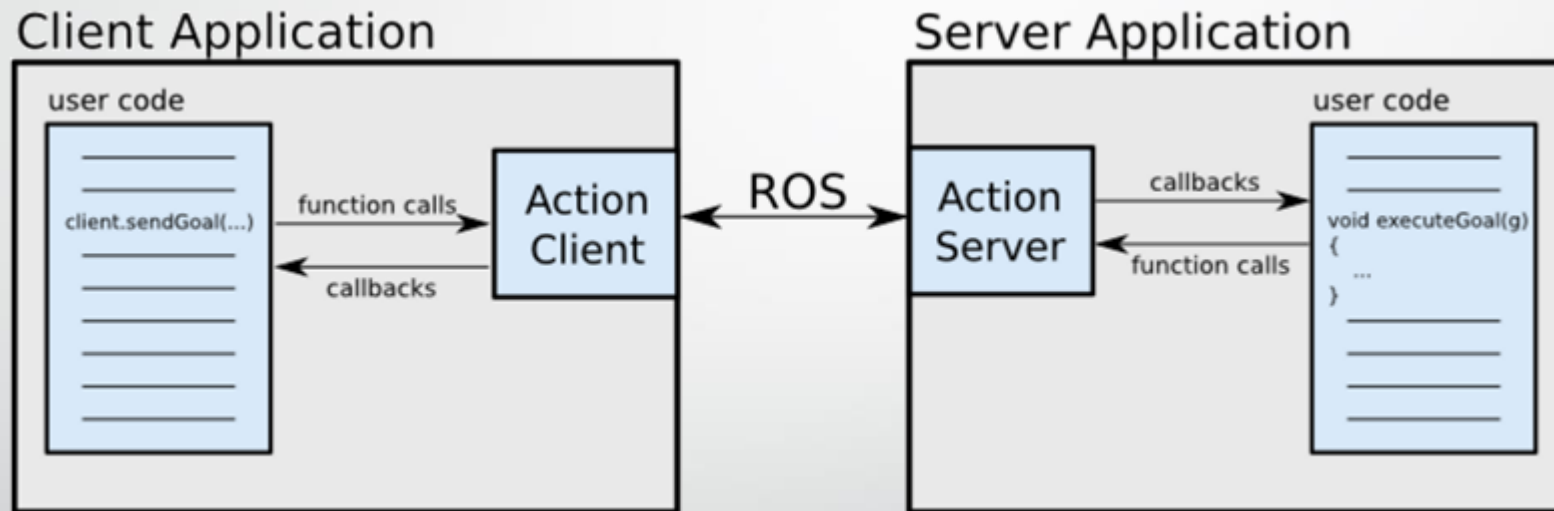 Client Application
user code
client.sendGoal(...)
function calls
callbacks
Action
Client
ROS
Server Application
Action
Server
callbacks
function calls
user code
void executeGoal(g)
{
...
}